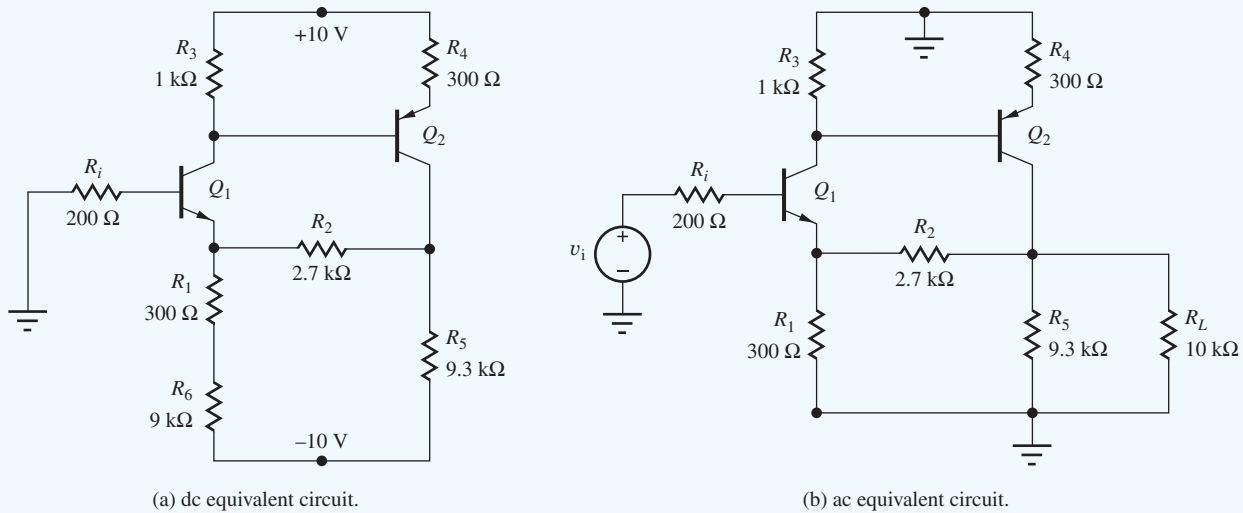 +10 V
R3
1 kΩ
R4
300 Ω
Q2
Ri
200 Ω
Q1
R2
2.7 kΩ
R1
300 Ω
R5
9.3 kΩ
R6
9 kΩ
–10 V
(a) dc equivalent circuit.
R3
1 kΩ
R4
300 Ω
Q2
Ri
200 Ω
Q1
vi
+
–
R2
2.7 kΩ
R1
300 Ω
R5
9.3 kΩ
RL
10 kΩ
(b) ac equivalent circuit.